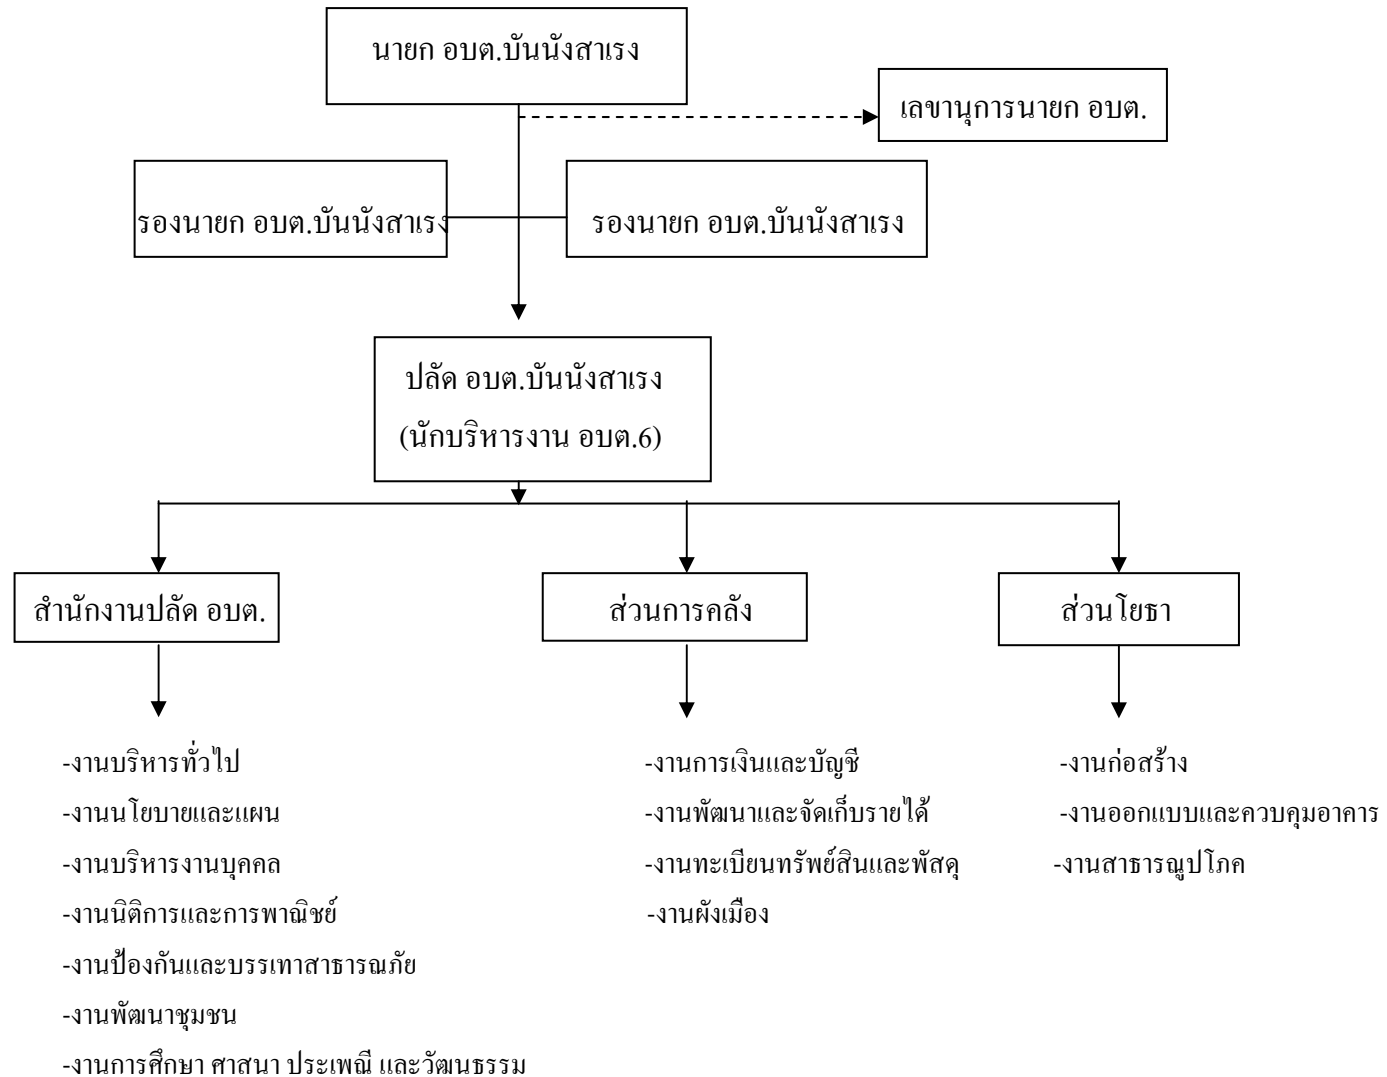 นายก อบต.บันนังสาเรง
เลขานุการนายก อบต.
รองนายก อบต.บันนังสาเรง
รองนายก อบต.บันนังสาเรง
ปลัด อบต.บันนังสาเรง
(นักบริหารงาน อบต.6)
สำนักงานปลัด อบต.
ส่วนการคลัง
ส่วนโยธา
-งานบริหารทั่วไป
-งานนโยบายและแผน
-งานบริหารงานบุคคล
-งานนิติการและการพาณิชย์
-งานป้องกันและบรรเทาสาธารณภัย
-งานพัฒนาชุมชน
-งานการศึกษา ศาสนา ประเพณี และวัฒนธรรม
-งานการเงินและบัญชี
-งานพัฒนาและจัดเก็บรายได้
-งานทะเบียนทรัพย์สินและพัสดุ
-งานผังเมือง
-งานก่อสร้าง
-งานออกแบบและควบคุมอาคาร
-งานสาธารณูปโภค